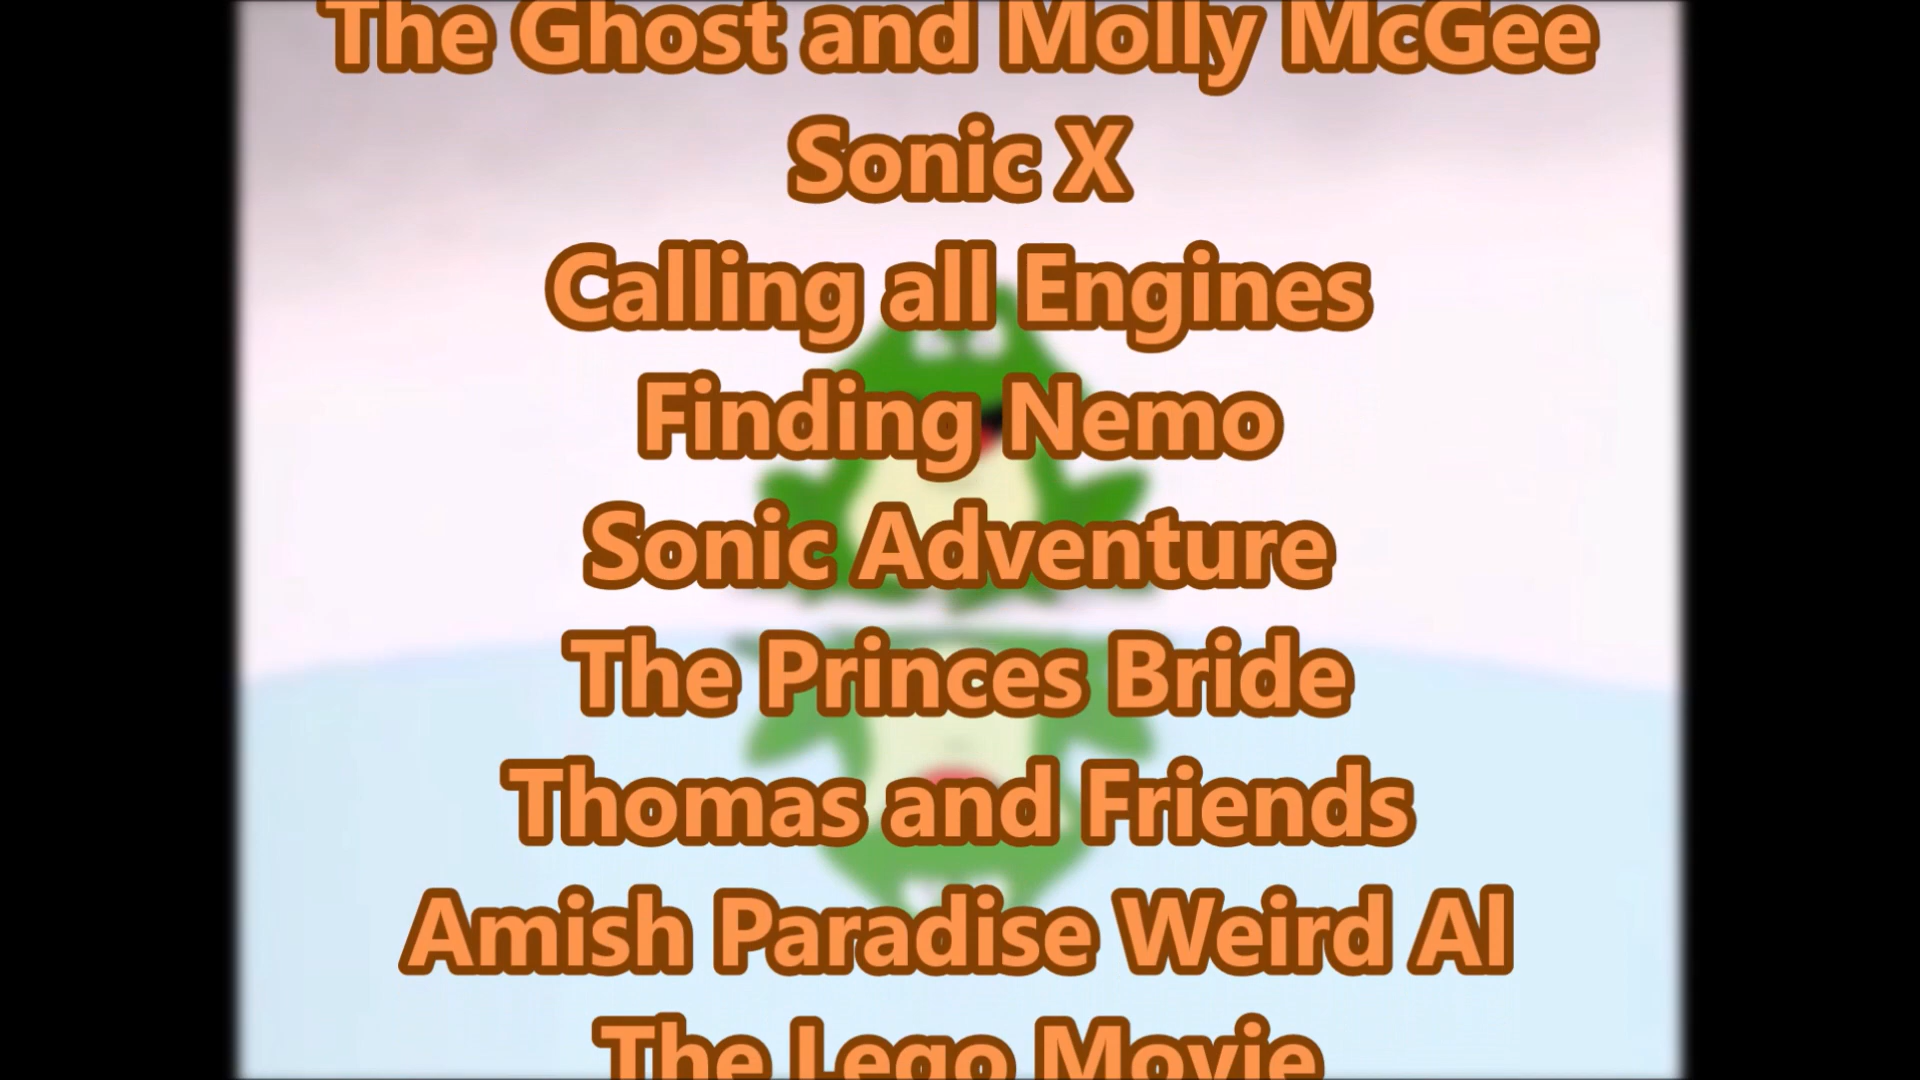 The Ghost and Molly McGee
Sonic X
Calling all Engines
Finding Nemo
Sonic Adventure
The Princes Bride
Thomas and Friends
Amish Paradise Weird Al
The Lego Movie